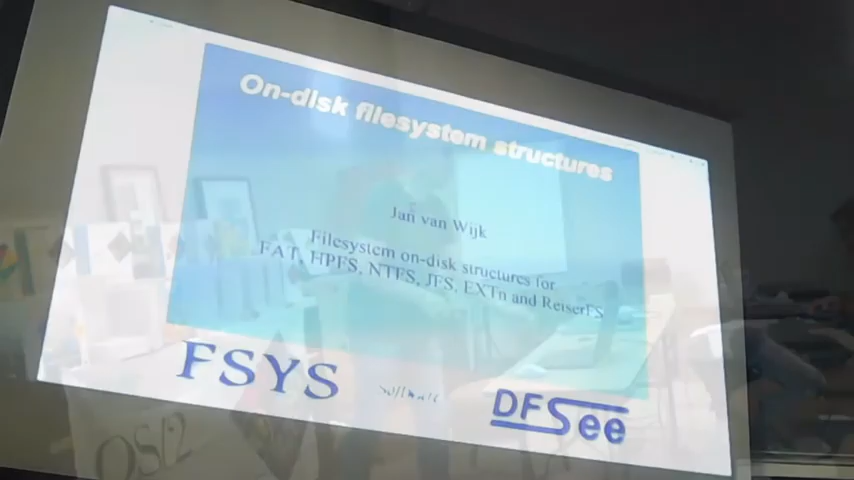 On-disk filesystem structures
Jan van Wijk
Filesystem on-disk structures for
FAT, HPFS, NTFS, JFS, EXTn and ReiserFS
FSYS
software
DFSee
OS/2